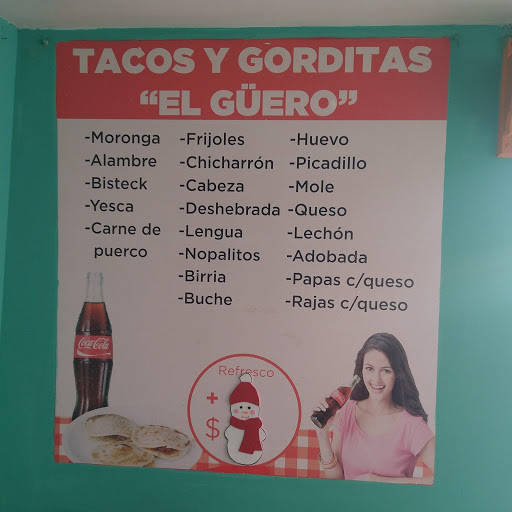 TACOS Y GORDITAS
"EL GÜERO"
-Moronga
-Alambre
-Bisteck
-Yesca
-Carne de
puerco
-Frijoles
-Chicharrón
-Cabeza
-Deshebrada
-Lengua
-Nopalitos
-Birria
-Buche
-Huevo
-Picadillo
-Mole
-Queso
-Lechón
-Adobada
-Papas c/queso
-Rajas c/queso
Coca-Cola
Refresco
+
$